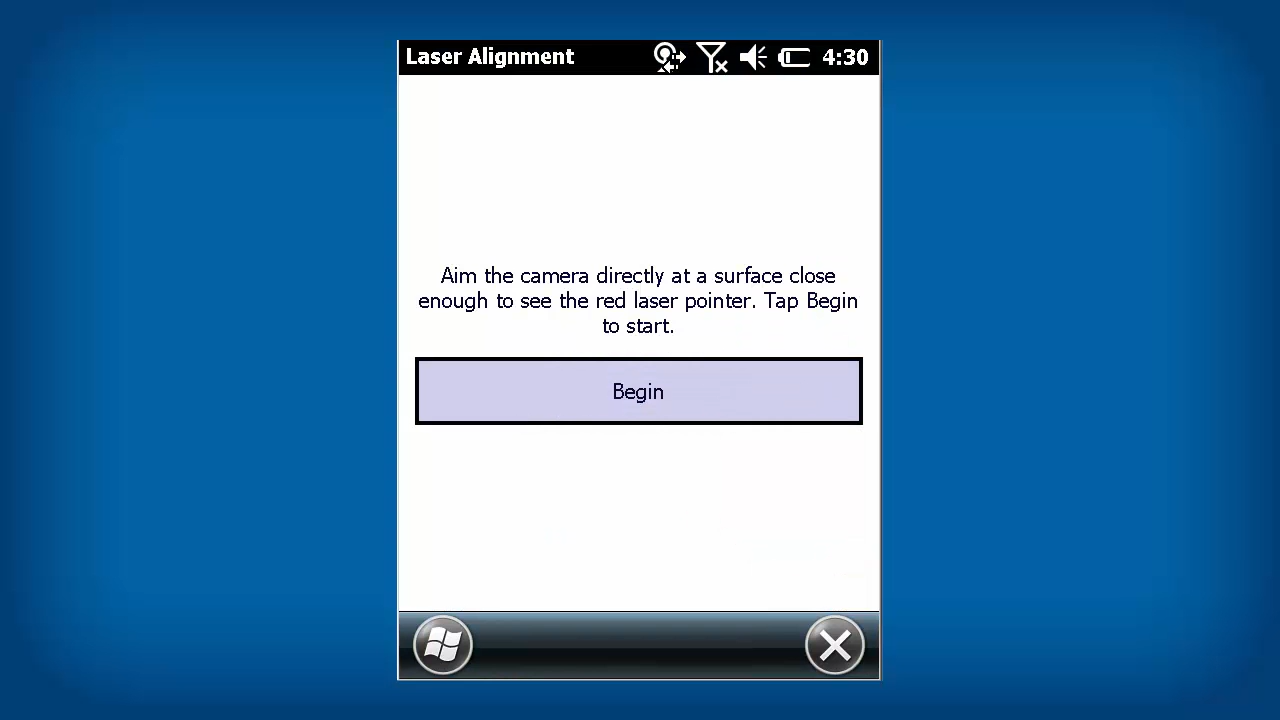 Laser Alignment 4:30
Aim the camera directly at a surface close
enough to see the red laser pointer. Tap Begin
to start.
Begin